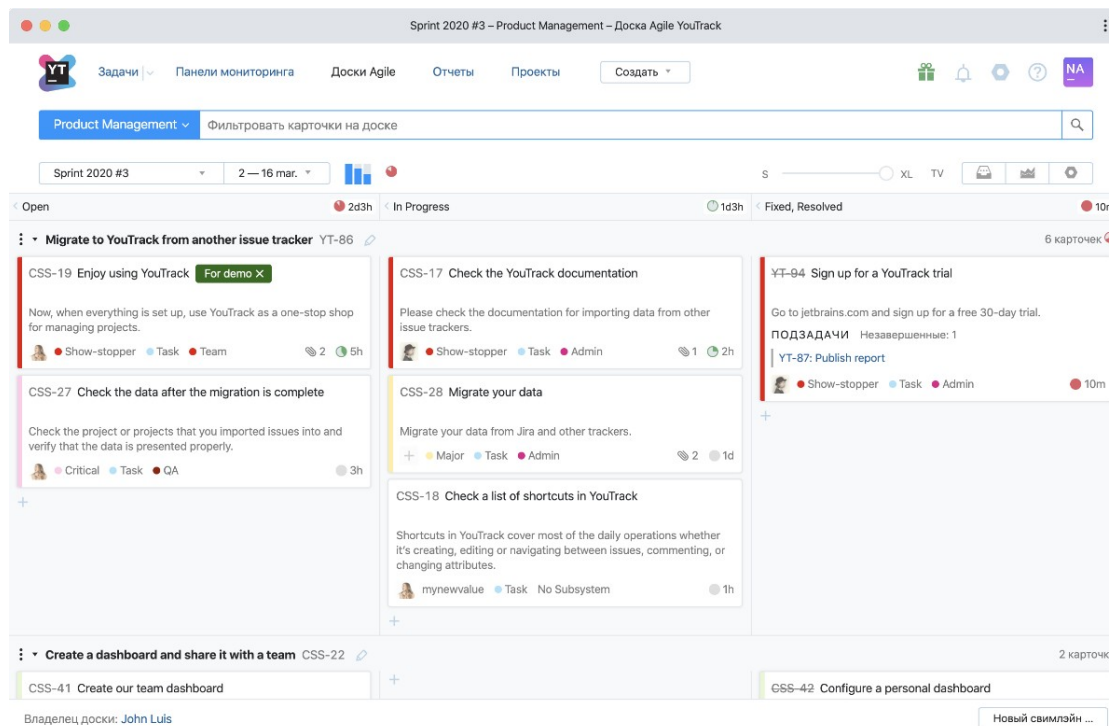 Sprint 2020 #3 – Product Management – Доска Agile YouTrack
YT
Задачи
Панели мониторинга
Доски Agile
Отчеты
Проекты
Создать
NA
Product Management
Фильтровать карточки на доске
Sprint 2020 #3
2 — 16 mar.
S
XL
TV
Open
2d3h
In Progress
1d3h
Fixed, Resolved
10m
Migrate to YouTrack from another issue tracker YT-86
6 карточек
CSS-19 Enjoy using YouTrack For demo ×
Now, when everything is set up, use YouTrack as a one-stop shop
for managing projects.
Show-stopper Task Team 2 5h
CSS-27 Check the data after the migration is complete
Check the project or projects that you imported issues into and
verify that the data is presented properly.
Critical Task QA 3h
CSS-17 Check the YouTrack documentation
Please check the documentation for importing data from other
issue trackers.
Show-stopper Task Admin 1 2h
CSS-28 Migrate your data
Migrate your data from Jira and other trackers.
Major Task Admin 2 1d
CSS-18 Check a list of shortcuts in YouTrack
Shortcuts in YouTrack cover most of the daily operations whether
it's creating, editing or navigating between issues, commenting, or
changing attributes.
mynewvalue Task No Subsystem 1h
YT-94 Sign up for a YouTrack trial
Go to jetbrains.com and sign up for a free 30-day trial.
ПОДЗАДАЧИ Незавершенные: 1
YT-87: Publish report
Show-stopper Task Admin 10m
Create a dashboard and share it with a team CSS-22
2 карточк
CSS-41 Create our team dashboard
CSS-42 Configure a personal dashboard
Владелец доски: John Luis
Новый свимлэйн ...